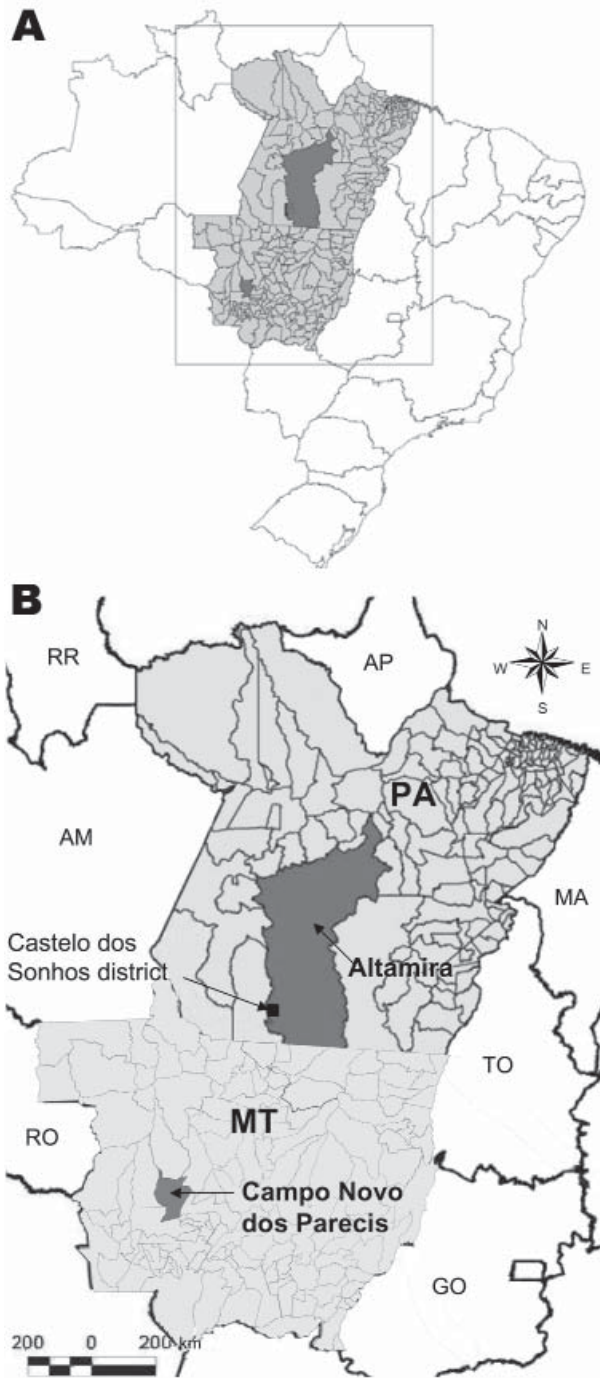 A
B
N
W E
S
RR
AP
PA
AM
MA
Castelo dos
Sonhos district
Altamira
TO
MT
RO
Campo Novo
dos Parecis
GO
200 0 200 km